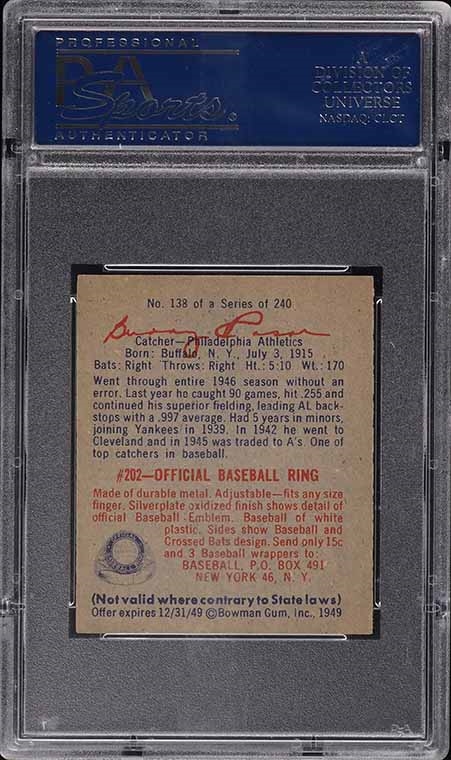 PROFESSIONAL
PSA
Sports
AUTHENTICATOR
A
DIVISION OF
COLLECTORS
UNIVERSE
NASDAQ: CLCT
No. 138 of a Series of 240
Buddy Rosar
Catcher—Philadelphia Athletics
Born: Buffalo, N. Y., July 3, 1915
Bats: Right Throws: Right Ht.: 5:10 Wt.: 170
Went through entire 1946 season without an
error. Last year he caught 90 games, hit .255 and
continued his superior fielding, leading AL back-
stops with a .997 average. Had 5 years in minors,
joining Yankees in 1939. In 1942 he went to
Cleveland and in 1945 was traded to A's. One of
top catchers in baseball.
#202—OFFICIAL BASEBALL RING
Made of durable metal. Adjustable—fits any size
finger. Silverplate oxidized finish shows detail of
official Baseball Emblem. Baseball of white
plastic. Sides show Baseball and
Crossed Bats design. Send only 15c
and 3 Baseball wrappers to:
BASEBALL, P.O. BOX 491
NEW YORK 46, N. Y.
OFFICIAL
BASEBALL
(Not valid where contrary to State laws)
Offer expires 12/31/49 ©Bowman Gum, Inc., 1949
PSA